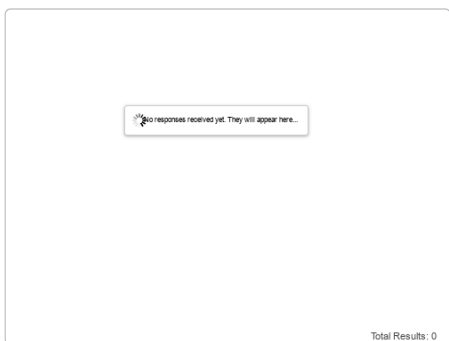 No responses received yet. They will appear here...
Total Results: 0